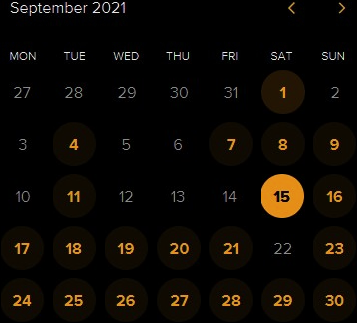 September 2021
MON TUE WED THU FRI SAT SUN
27 28 29 30 31 1 2
3 4 5 6 7 8 9
10 11 12 13 14 15 16
17 18 19 20 21 22 23
24 25 26 27 28 29 30